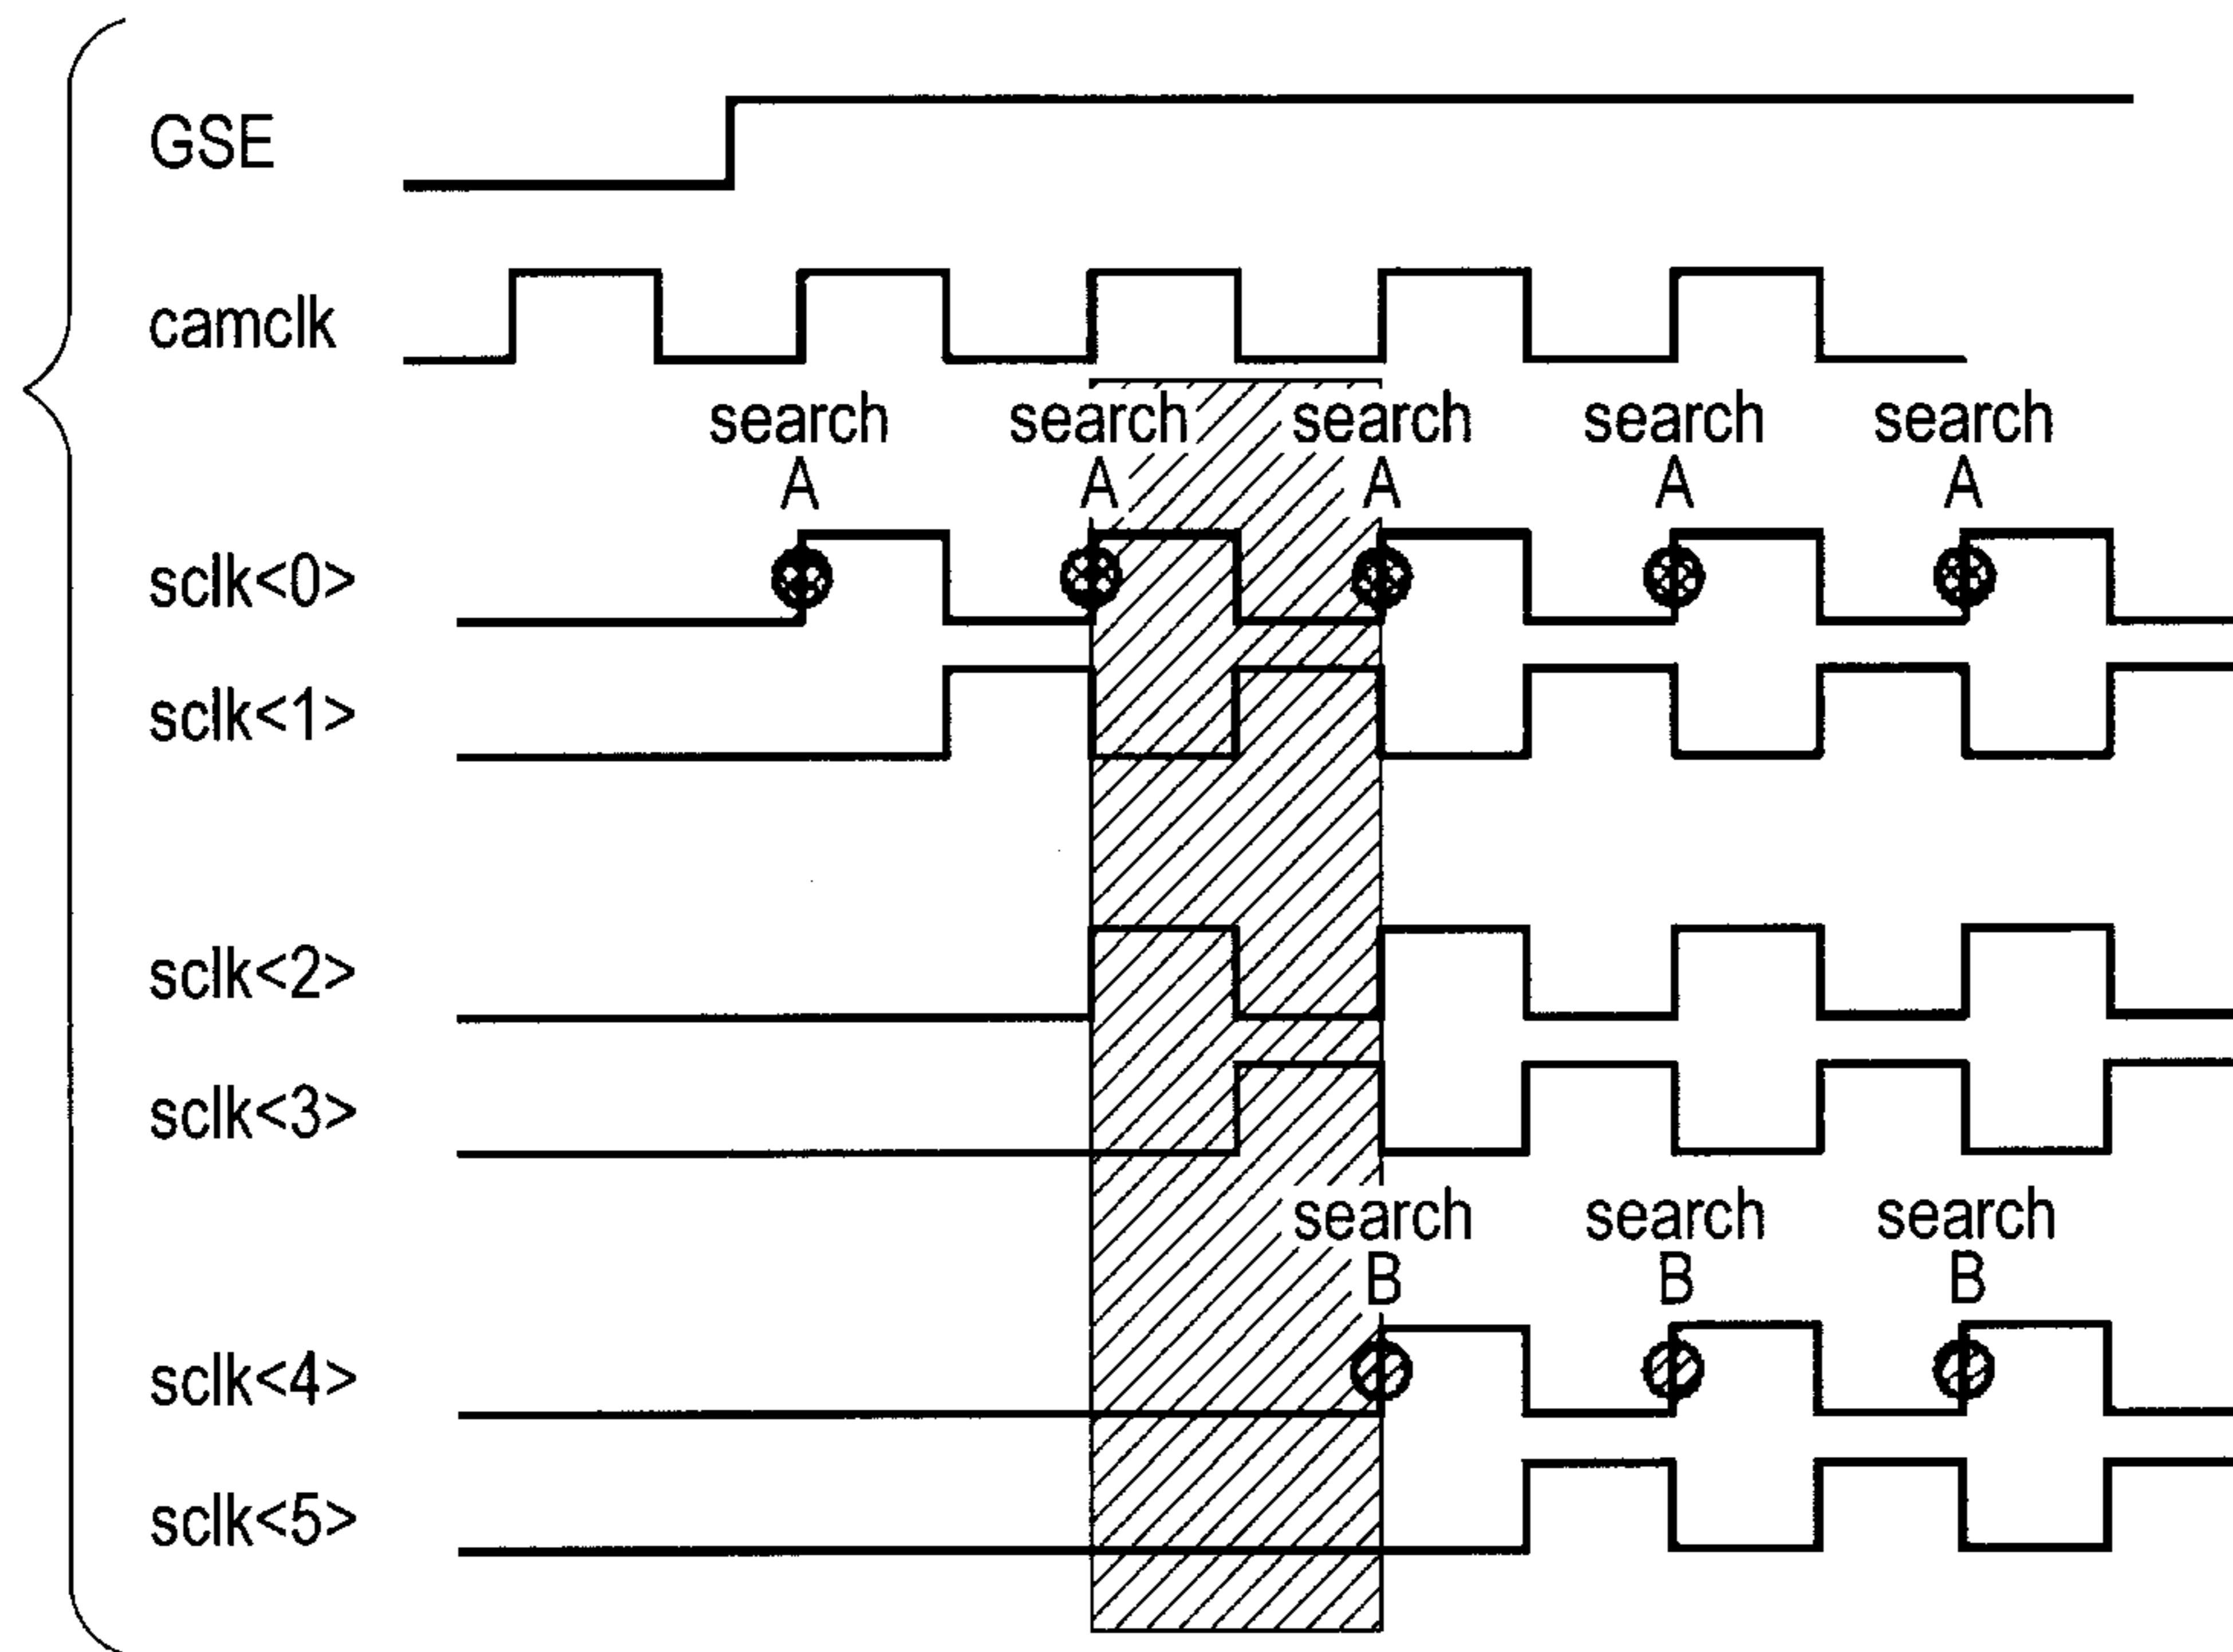 GSE
camclk
search search search search search
A A A A A
sclk<0>
sclk<1>
sclk<2>
sclk<3>
search search search
B B B
sclk<4>
sclk<5>